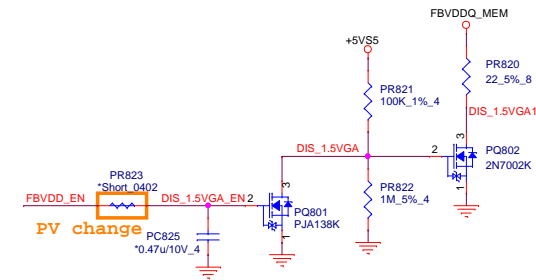 FBVDDQ_MEM
+5VS5
PR820
22_5%_8
PR821
100K_1%_4
DIS_1.5VGA1
DIS_1.5VGA
3
2
PQ802
2N7002K
1
PR823
*Short_0402
FBVDD_EN
DIS_1.5VGA_EN
2
3
PQ801
PJA138K
1
PR822
1M_5%_4
PV change
PC825
*0.47u/10V_4